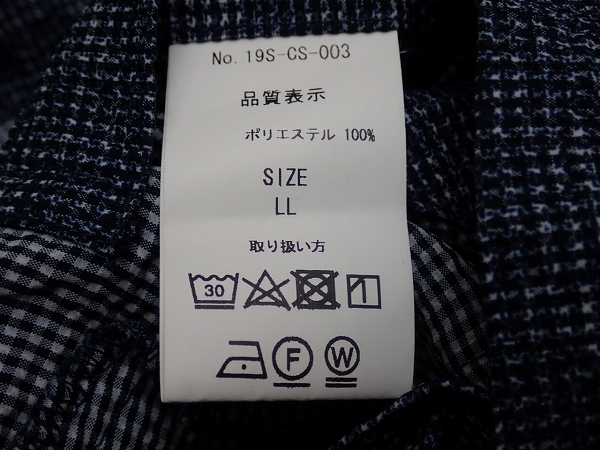 No. 19S-CS-003
品質表示
ポリエステル 100%
SIZE
LL
取り扱い方
30
F W